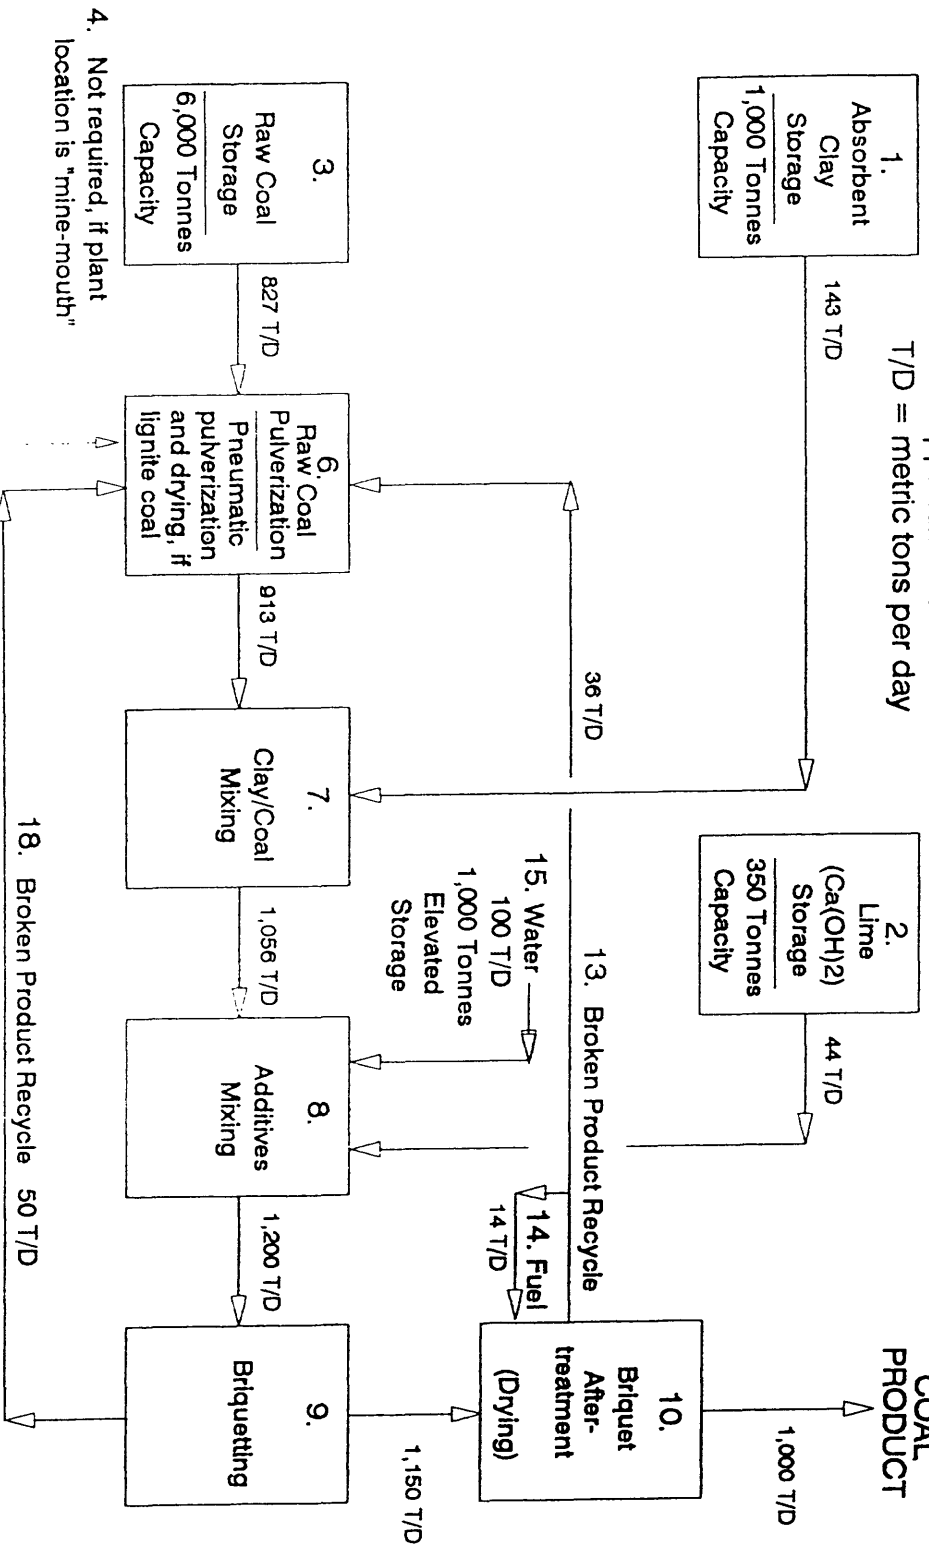 T/D = metric tons per day
COAL
PRODUCT
1.
Absorbent
Clay
Storage
1,000 Tonnes
Capacity
143 T/D
2.
Lime
(Ca(OH)2)
Storage
350 Tonnes
Capacity
44 T/D
1,000 T/D
36 T/D
13. Broken Product Recycle
14. Fuel
14 T/D
10.
Briquet
After-
treatment
(Drying)
15. Water
100 T/D
1,000 Tonnes
Elevated
Storage
1,150 T/D
3.
Raw Coal
Storage
6,000 Tonnes
Capacity
827 T/D
6.
Raw Coal
Pulverization
Pneumatic
pulverization
and drying, if
lignite coal
913 T/D
7.
Clay/Coal
Mixing
1,056 T/D
8.
Additives
Mixing
1,200 T/D
9.
Briquetting
4. Not required, if plant
location is "mine-mouth"
18. Broken Product Recycle 50 T/D